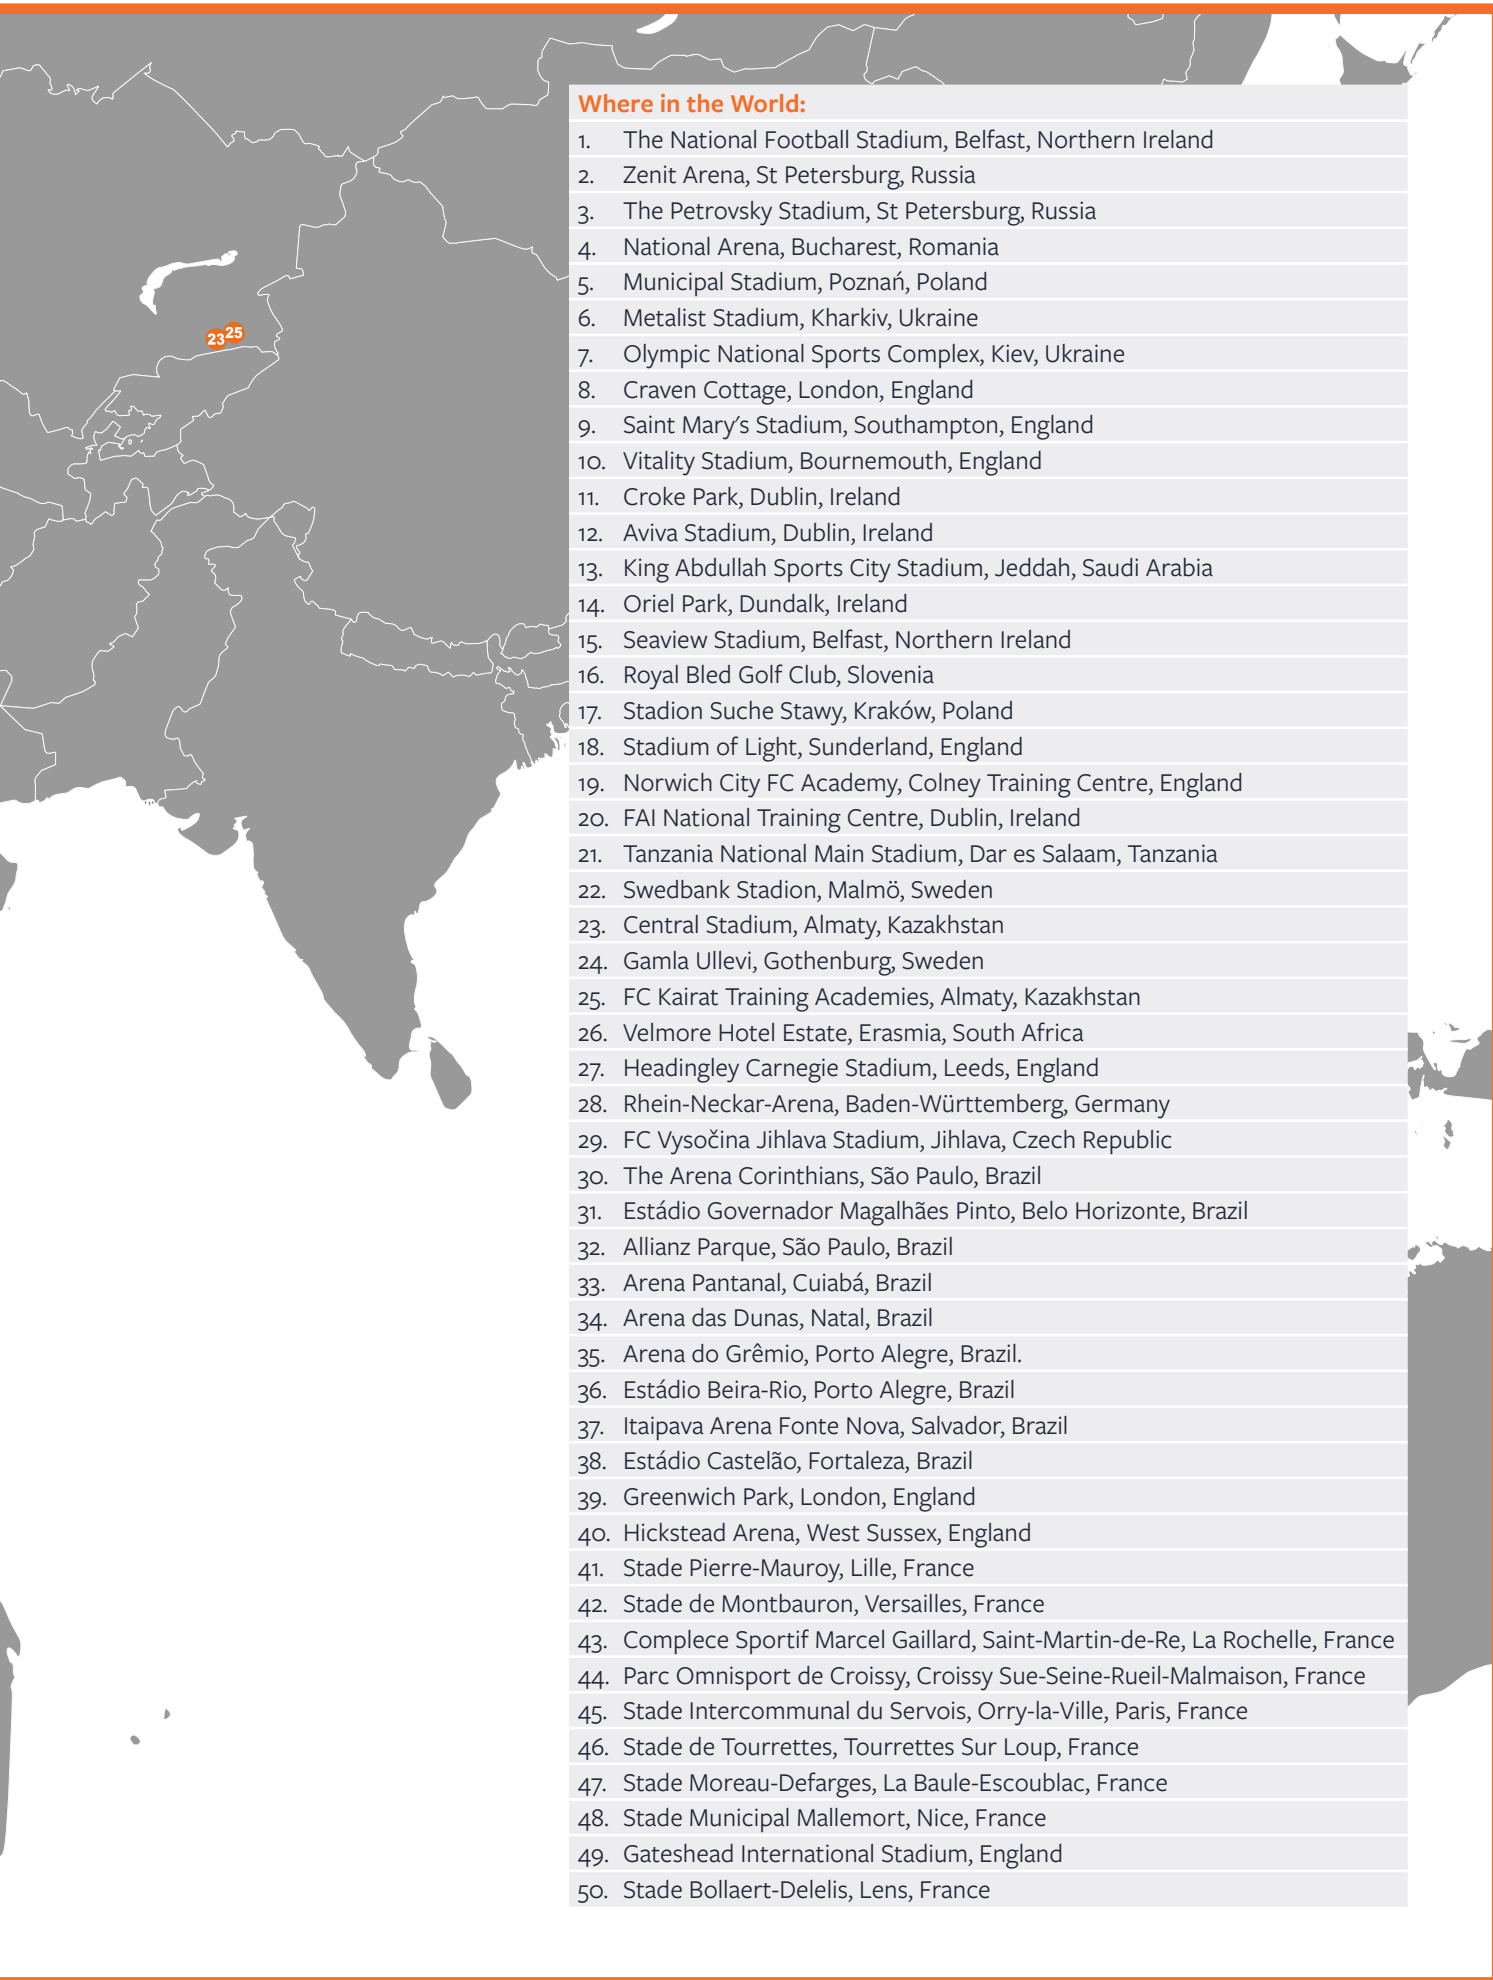 Where in the World:
1. The National Football Stadium, Belfast, Northern Ireland
2. Zenit Arena, St Petersburg, Russia
3. The Petrovsky Stadium, St Petersburg, Russia
4. National Arena, Bucharest, Romania
5. Municipal Stadium, Poznań, Poland
6. Metalist Stadium, Kharkiv, Ukraine
7. Olympic National Sports Complex, Kiev, Ukraine
8. Craven Cottage, London, England
9. Saint Mary's Stadium, Southampton, England
10. Vitality Stadium, Bournemouth, England
11. Croke Park, Dublin, Ireland
12. Aviva Stadium, Dublin, Ireland
13. King Abdullah Sports City Stadium, Jeddah, Saudi Arabia
14. Oriel Park, Dundalk, Ireland
15. Seaview Stadium, Belfast, Northern Ireland
16. Royal Bled Golf Club, Slovenia
17. Stadion Suche Stawy, Kraków, Poland
18. Stadium of Light, Sunderland, England
19. Norwich City FC Academy, Colney Training Centre, England
20. FAI National Training Centre, Dublin, Ireland
21. Tanzania National Main Stadium, Dar es Salaam, Tanzania
22. Swedbank Stadion, Malmö, Sweden
23. Central Stadium, Almaty, Kazakhstan
24. Gamla Ullevi, Gothenburg, Sweden
25. FC Kairat Training Academies, Almaty, Kazakhstan
26. Velmore Hotel Estate, Erasmia, South Africa
27. Headingley Carnegie Stadium, Leeds, England
28. Rhein-Neckar-Arena, Baden-Württemberg, Germany
29. FC Vysočina Jihlava Stadium, Jihlava, Czech Republic
30. The Arena Corinthians, São Paulo, Brazil
31. Estádio Governador Magalhães Pinto, Belo Horizonte, Brazil
32. Allianz Parque, São Paulo, Brazil
33. Arena Pantanal, Cuiabá, Brazil
34. Arena das Dunas, Natal, Brazil
35. Arena do Grêmio, Porto Alegre, Brazil.
36. Estádio Beira-Rio, Porto Alegre, Brazil
37. Itaipava Arena Fonte Nova, Salvador, Brazil
38. Estádio Castelão, Fortaleza, Brazil
39. Greenwich Park, London, England
40. Hickstead Arena, West Sussex, England
41. Stade Pierre-Mauroy, Lille, France
42. Stade de Montbauron, Versailles, France
43. Complece Sportif Marcel Gaillard, Saint-Martin-de-Re, La Rochelle, France
44. Parc Omnisport de Croissy, Croissy Sue-Seine-Rueil-Malmaison, France
45. Stade Intercommunal du Servois, Orry-la-Ville, Paris, France
46. Stade de Tourrettes, Tourrettes Sur Loup, France
47. Stade Moreau-Defarges, La Baule-Escoublac, France
48. Stade Municipal Mallemort, Nice, France
49. Gateshead International Stadium, England
50. Stade Bollaert-Delelis, Lens, France
23 25